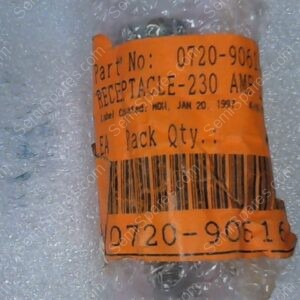 Part No: 0720-9061
RECEPTACLE-230 AMP
Label Created: MON, JAN 20, 1997
EA Pack Qty.:
0720-90616